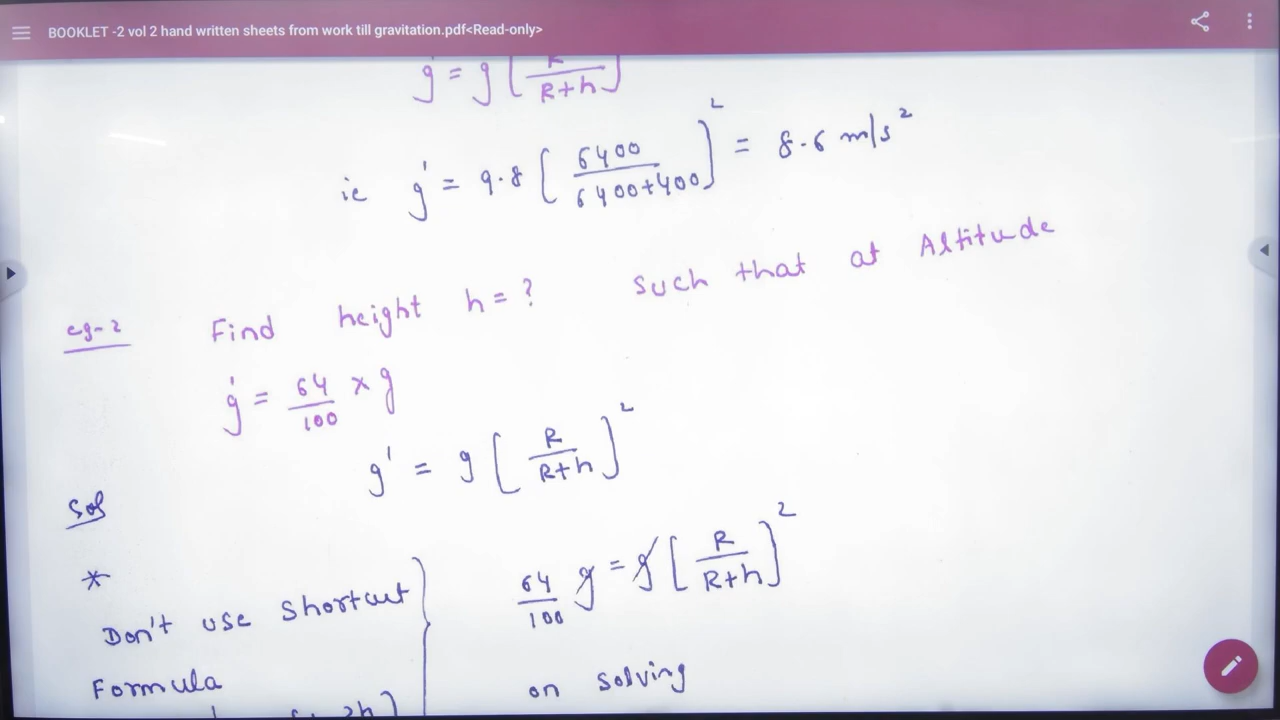 BOOKLET -2 vol 2 hand written sheets from work till gravitation.pdf<Read-only>
g' = g [ R / R+h ]
ie g' = 9.8 [ 6400 / 6400+400 ]² = 8.6 m/s²
eg-2 Find height h = ? such that at Altitude
g' = 64/100 × g
g' = g [ R / R+h ]²
Sol
64/100 g = g [ R / R+h ]²
*
Don't use shortcut
Formula
on solving
2h